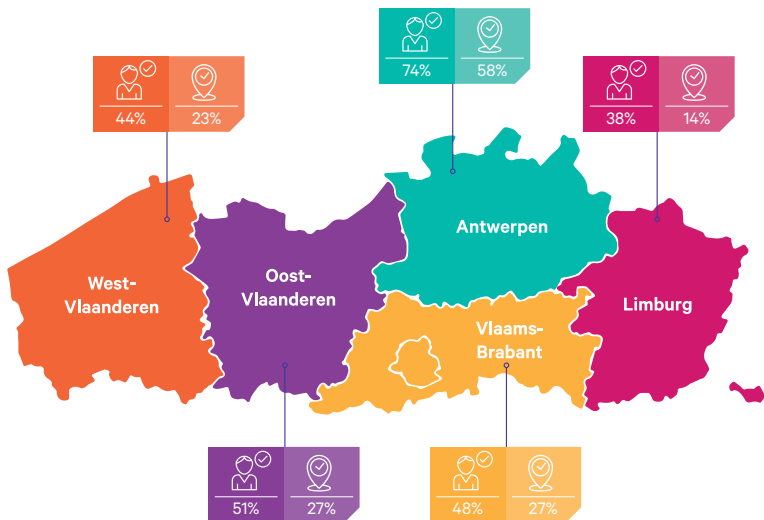 74% 58%
44% 23%
38% 14%
Antwerpen
West-
Vlaanderen
Oost-
Vlaanderen
Limburg
Vlaams-
Brabant
51% 27%
48% 27%